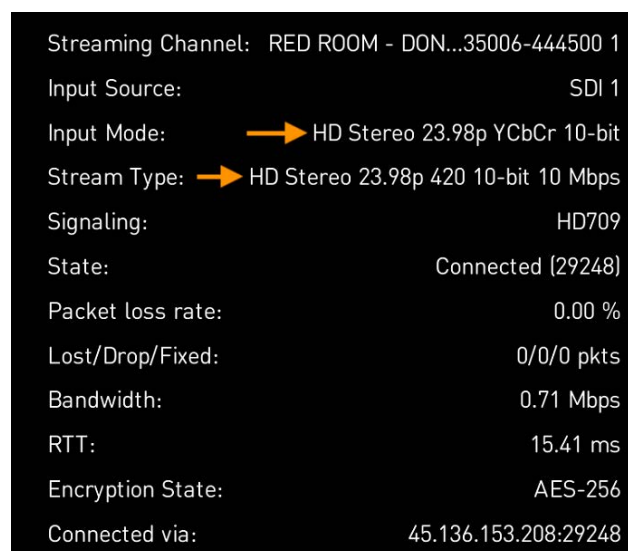 Streaming Channel: RED ROOM - DON...35006-444500 1
Input Source: SDI 1
Input Mode: HD Stereo 23.98p YCbCr 10-bit
Stream Type: HD Stereo 23.98p 420 10-bit 10 Mbps
Signaling: HD709
State: Connected (29248)
Packet loss rate: 0.00 %
Lost/Drop/Fixed: 0/0/0 pkts
Bandwidth: 0.71 Mbps
RTT: 15.41 ms
Encryption State: AES-256
Connected via: 45.136.153.208:29248